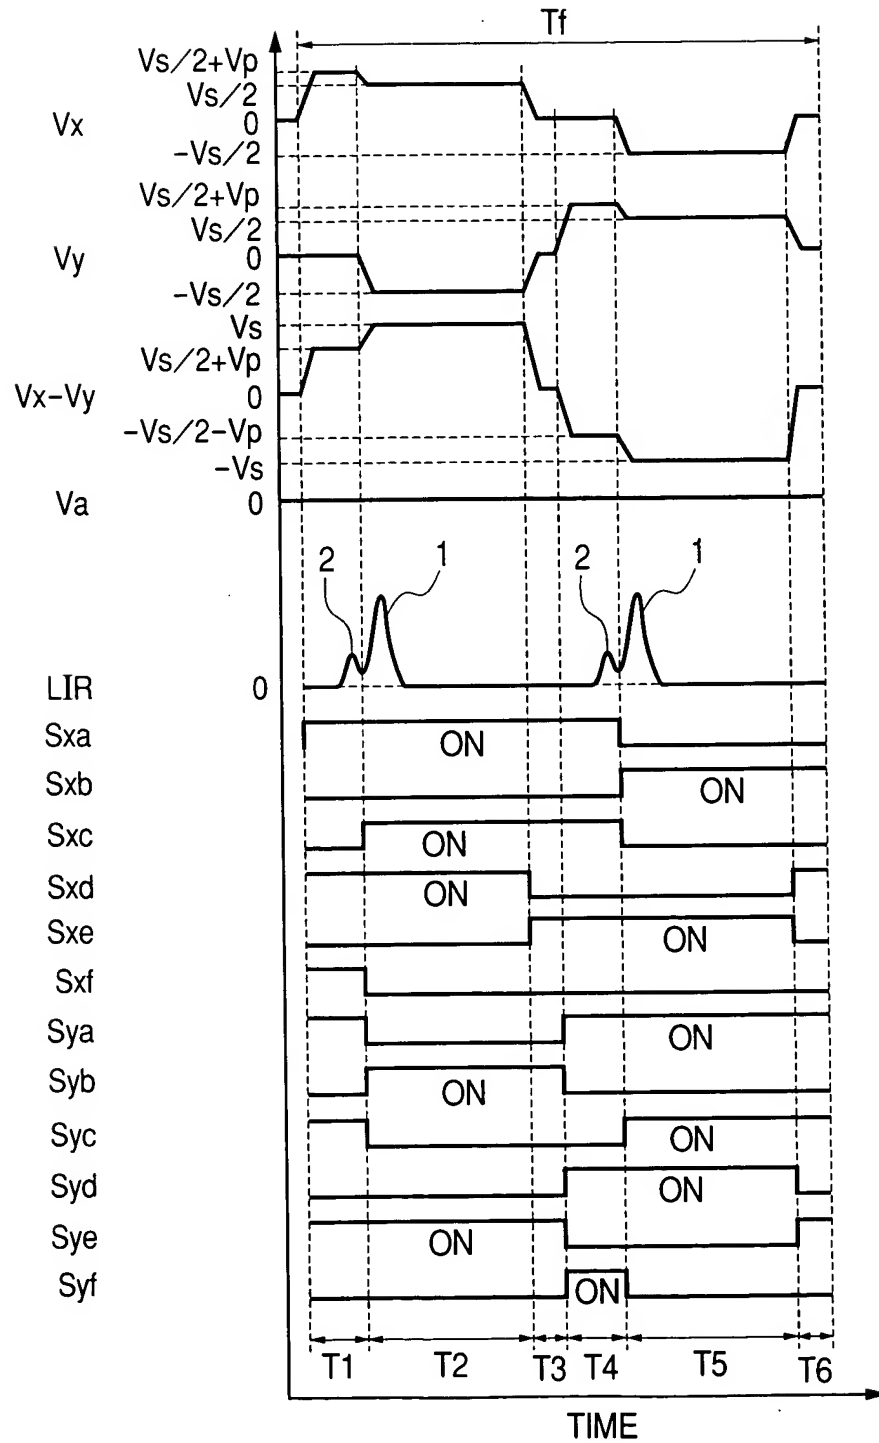 Tf
Vs/2+Vp
Vs/2
Vx 0
-Vs/2
Vs/2+Vp
Vs/2
Vy 0
-Vs/2
Vs
Vs/2+Vp
Vx-Vy 0
-Vs/2-Vp
-Vs
Va 0
2 1 2 1
LIR 0
Sxa ON
Sxb ON
Sxc ON
Sxd ON
Sxe ON
Sxf
Sya ON
Syb ON
Syc ON
Syd ON
Sye ON
Syf ON
T1 T2 T3 T4 T5 T6
TIME